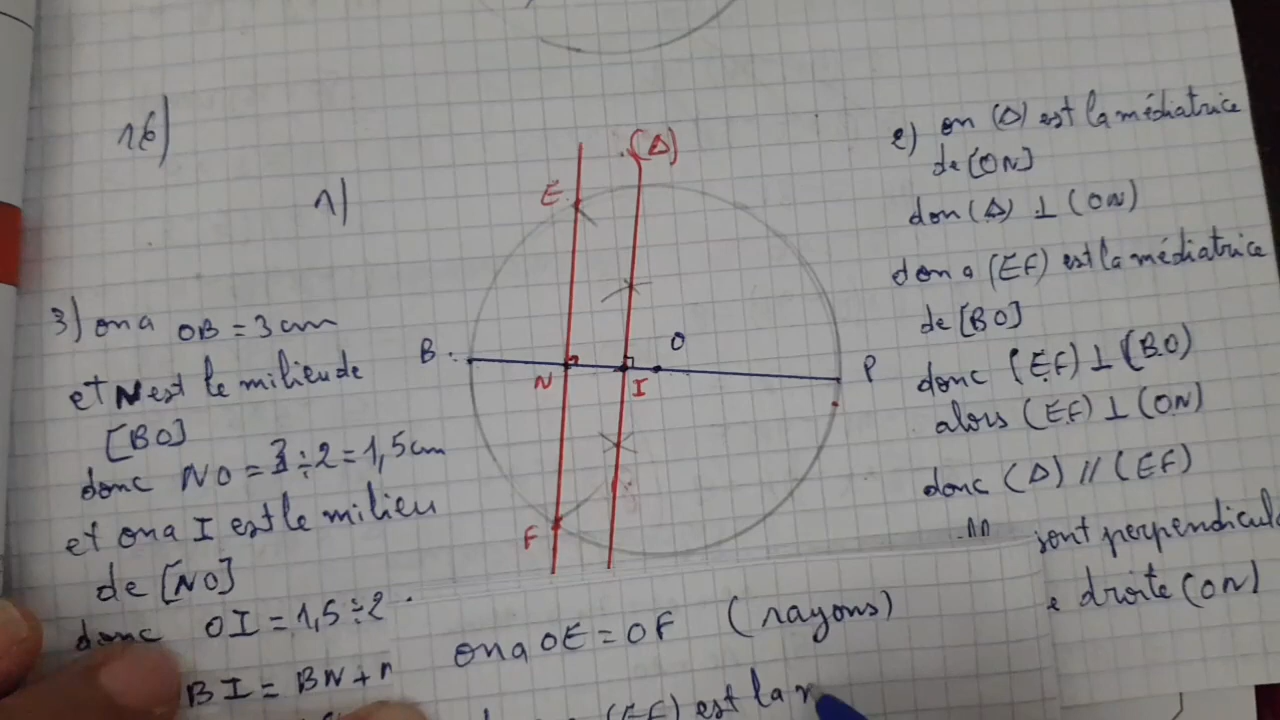 16)
1)
3) on a OB = 3 cm
et N est le milieu de
[BO]
donc NO = 3 ÷ 2 = 1,5 cm
et on a I est le milieu
de [NO]
donc OI = 1,5 ÷ 2
BI = BN +
E
(Δ)
B
O
P
N
I
F
2) on (Δ) est la médiatrice
de [ON]
don (Δ) ⊥ (ON)
don a (EF) est la médiatrice
de [BO]
donc (EF) ⊥ (BO)
alors (EF) ⊥ (ON)
donc (Δ) // (EF)
sont
droite (ON)
on a OE = OF (rayons)
(EF) est la